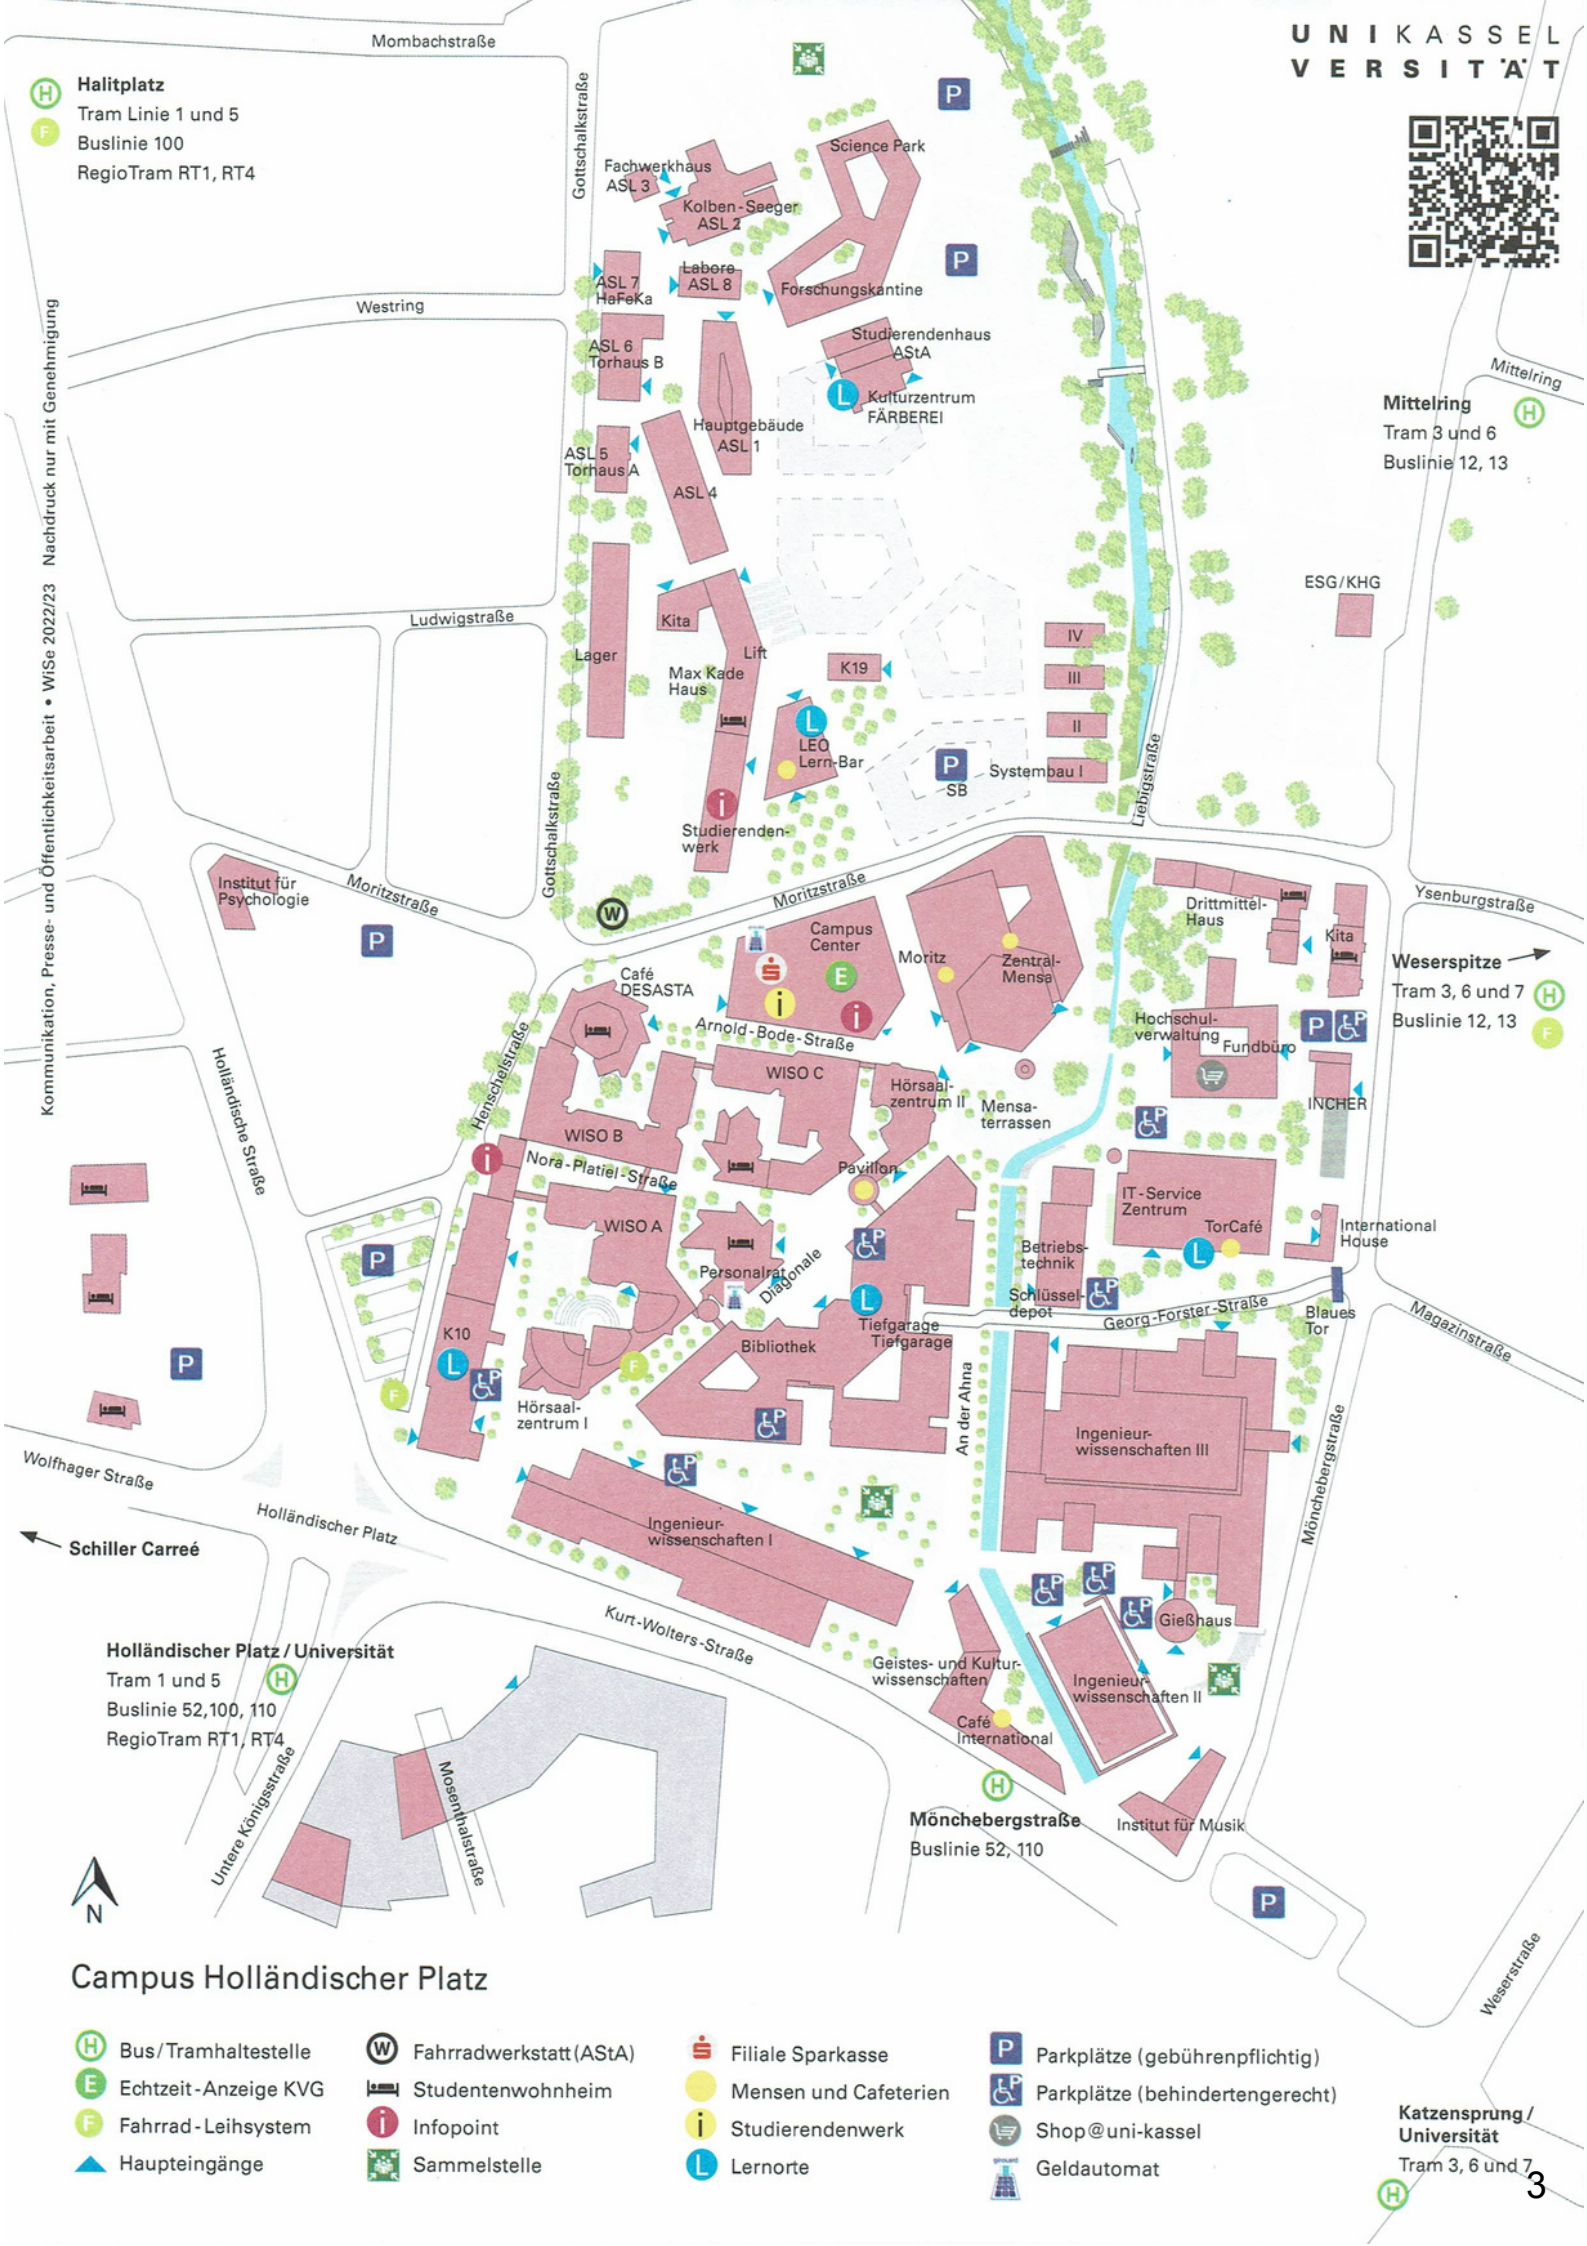 UNIKASSEL
VERSITÄT
Mombachstraße
Halitplatz
Tram Linie 1 und 5
Buslinie 100
RegioTram RT1, RT4
H
F
P
Gottschalkstraße
Science Park
Fachwerkhaus
ASL 3
Kolben-Seeger
ASL 2
P
Labore
ASL 8
ASL 7
HaFeKa
Forschungskantine
Westring
Studierendenhaus
AStA
ASL 6
Torhaus B
L
Kulturzentrum
FÄRBEREI
Mittelring
Mittelring
Tram 3 und 6
Buslinie 12, 13
H
Hauptgebäude
ASL 1
ASL 5
Torhaus A
ASL 4
Kommunikation, Presse- und Öffentlichkeitsarbeit • WiSe 2022/23 Nachdruck nur mit Genehmigung
ESG/KHG
Ludwigstraße
Kita
IV
Lager
Lift
K19
Max Kade
Haus
III
L
II
LEO
Lern-Bar
P
SB
Systembau I
Liebigstraße
i
Studierenden-
werk
Gottschalkstraße
Moritzstraße
Institut für
Psychologie
Moritzstraße
W
P
Drittmittel-
Haus
Ysenburgstraße
Campus
Center
Kita
Moritz
Zentral-
Mensa
E
i
i
Café
DESASTA
Weserspitze
Tram 3, 6 und 7
Buslinie 12, 13
H
F
Arnold-Bode-Straße
Hochschul-
verwaltung
Fundbüro
P
P
Henschelstraße
Holländische Straße
WISO C
Hörsaal-
zentrum II
Mensa-
terrassen
INCHER
P
WISO B
i
Nora-Platiel-Straße
Pavillon
IT-Service
Zentrum
WISO A
TorCafé
L
International
House
P
P
Betriebs-
technik
Personalrat
Diagonale
Schlüssel-
depot
P
L
Tiefgarage
Tiefgarage
Georg-Forster-Straße
Blaues
Tor
Magazinstraße
K10
L
P
P
F
F
Bibliothek
Hörsaal-
zentrum I
P
An der Ahna
Ingenieur-
wissenschaften III
Mönchebergstraße
Wolfhager Straße
P
Holländischer Platz
Ingenieur-
wissenschaften I
Schiller Carreé
P
P
P
Gießhaus
Kurt-Wolters-Straße
Geistes- und Kultur-
wissenschaften
Ingenieur-
wissenschaften II
Holländischer Platz / Universität
Tram 1 und 5
Buslinie 52,100, 110
RegioTram RT1, RT4
H
Café
International
H
Mönchebergstraße
Buslinie 52, 110
Institut für Musik
Untere Königsstraße
Mosenthalstraße
P
N
Weserstraße
Campus Holländischer Platz
H Bus/Tramhaltestelle
E Echtzeit-Anzeige KVG
F Fahrrad-Leihsystem
Haupteingänge
W Fahrradwerkstatt (AStA)
Studentenwohnheim
i Infopoint
Sammelstelle
Filiale Sparkasse
Mensen und Cafeterien
i Studierendenwerk
L Lernorte
P Parkplätze (gebührenpflichtig)
P Parkplätze (behindertengerecht)
Shop@uni-kassel
Geldautomat
Katzensprung /
Universität
Tram 3, 6 und 7
H
3